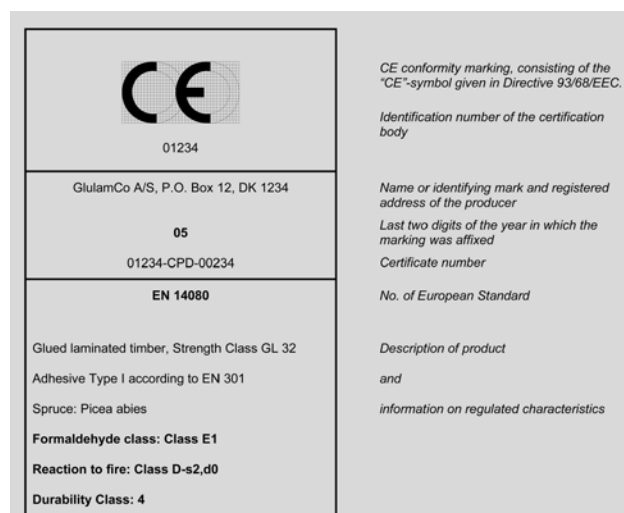 CE
01234
CE conformity marking, consisting of the
“CE”-symbol given in Directive 93/68/EEC.
Identification number of the certification
body
GlulamCo A/S, P.O. Box 12, DK 1234
05
01234-CPD-00234
Name or identifying mark and registered
address of the producer
Last two digits of the year in which the
marking was affixed
Certificate number
EN 14080
No. of European Standard
Glued laminated timber, Strength Class GL 32
Description of product
Adhesive Type I according to EN 301
and
Spruce: Picea abies
information on regulated characteristics
Formaldehyde class: Class E1
Reaction to fire: Class D-s2,d0
Durability Class: 4